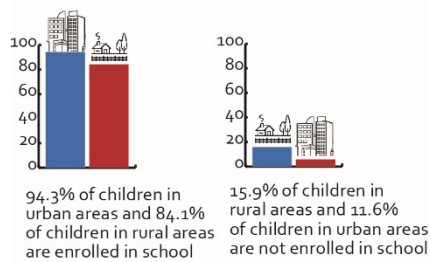 100
80
60
40
20
0
94.3% of children in
urban areas and 84.1%
of children in rural areas
are enrolled in school
100
80
60
40
20
0
15.9% of children in
rural areas and 11.6%
of children in urban areas
are not enrolled in school